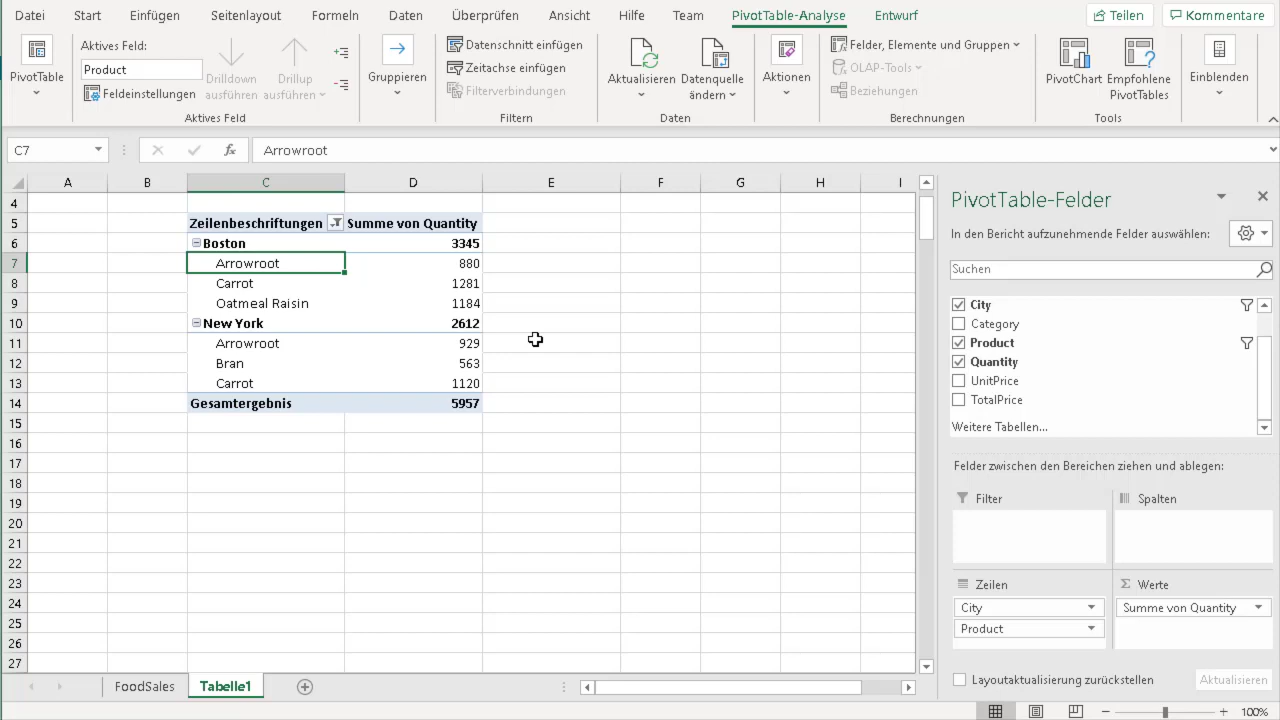 Datei Start Einfügen Seitenlayout Formeln Daten Überprüfung Ansicht Hilfe Team PivotTable-Analyse Entwurf Teilen Kommentare
PivotTable
Aktives Feld:
Product
Feldeinstellungen
Drilldown ausführen
Drillup ausführen
Aktives Feld
Gruppieren
Datenschnitt einfügen
Zeitachse einfügen
Filterverbindungen
Filtern
Aktualisieren
Datenquelle ändern
Daten
Aktionen
Felder, Elemente und Gruppen
OLAP-Tools
Beziehungen
Berechnungen
PivotChart
Empfohlene PivotTables
Tools
Einblenden
C7 fx Arrowroot
A B C D E F G H I
4
5 Zeilenbeschriftungen Summe von Quantity
6 Boston 3345
7 Arrowroot 880
8 Carrot 1281
9 Oatmeal Raisin 1184
10 New York 2612
11 Arrowroot 929
12 Bran 563
13 Carrot 1120
14 Gesamtergebnis 5957
15
16
17
18
19
20
21
22
23
24
25
26
27
FoodSales Tabelle1
PivotTable-Felder
In den Bericht aufzunehmende Felder auswählen:
Suchen
City
Category
Product
Quantity
UnitPrice
TotalPrice
Weitere Tabellen...
Felder zwischen den Bereichen ziehen und ablegen:
Filter Spalten
Zeilen Σ Werte
City Summe von Quantity
Product
Layoutaktualisierung zurückstellen Aktualisieren
100%